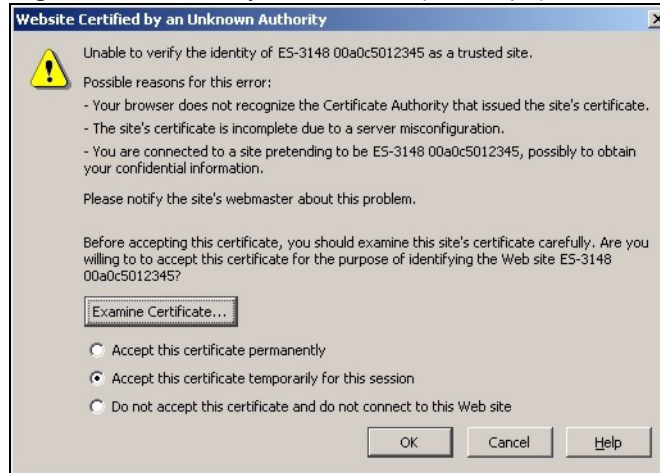 Website Certified by an Unknown Authority
Unable to verify the identity of ES-3148 00a0c5012345 as a trusted site.
Possible reasons for this error:
- Your browser does not recognize the Certificate Authority that issued the site's certificate.
- The site's certificate is incomplete due to a server misconfiguration.
- You are connected to a site pretending to be ES-3148 00a0c5012345, possibly to obtain
your confidential information.
Please notify the site's webmaster about this problem.
Before accepting this certificate, you should examine this site's certificate carefully. Are you
willing to to accept this certificate for the purpose of identifying the Web site ES-3148
00a0c5012345?
Examine Certificate...
Accept this certificate permanently
Accept this certificate temporarily for this session
Do not accept this certificate and do not connect to this Web site
OK Cancel Help